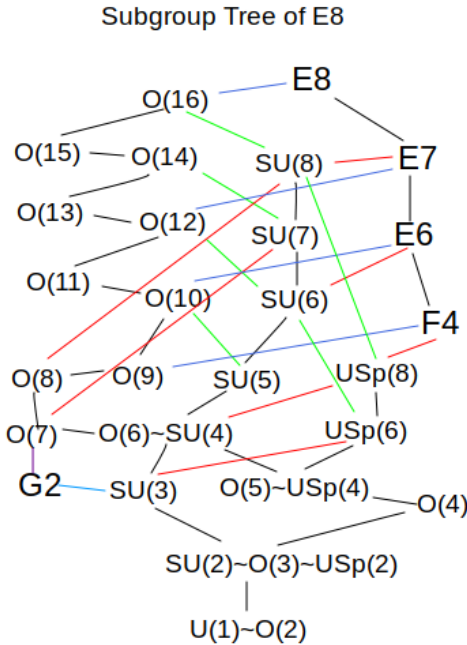 Subgroup Tree of E8
E8
O(16)
O(15)
O(14)
SU(8)
E7
O(13)
O(12)
SU(7)
E6
O(11)
O(10)
SU(6)
F4
O(8)
O(9)
SU(5)
USp(8)
O(7)
O(6)~SU(4)
USp(6)
G2
SU(3)
O(5)~USp(4)
O(4)
SU(2)~O(3)~USp(2)
U(1)~O(2)